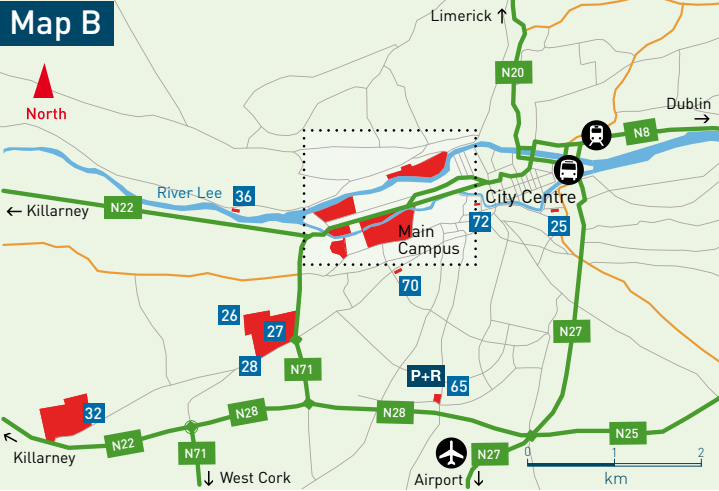 Map B
Limerick ↑
North
N20
Dublin →
N8
River Lee
36
← Killarney
N22
City Centre
72
25
Main
Campus
70
26
27
28
N27
N71
P+R
65
32
N28
N28
N22
N25
← Killarney
N71
↓ West Cork
Airport ↓
N27
0 1 2
km